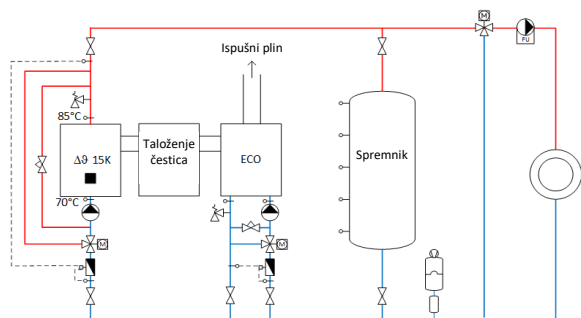 M
FU
Ispušni plin
85°C
Δϑ 15K
Taloženje
čestica
ECO
Spremnik
70°C
M
M